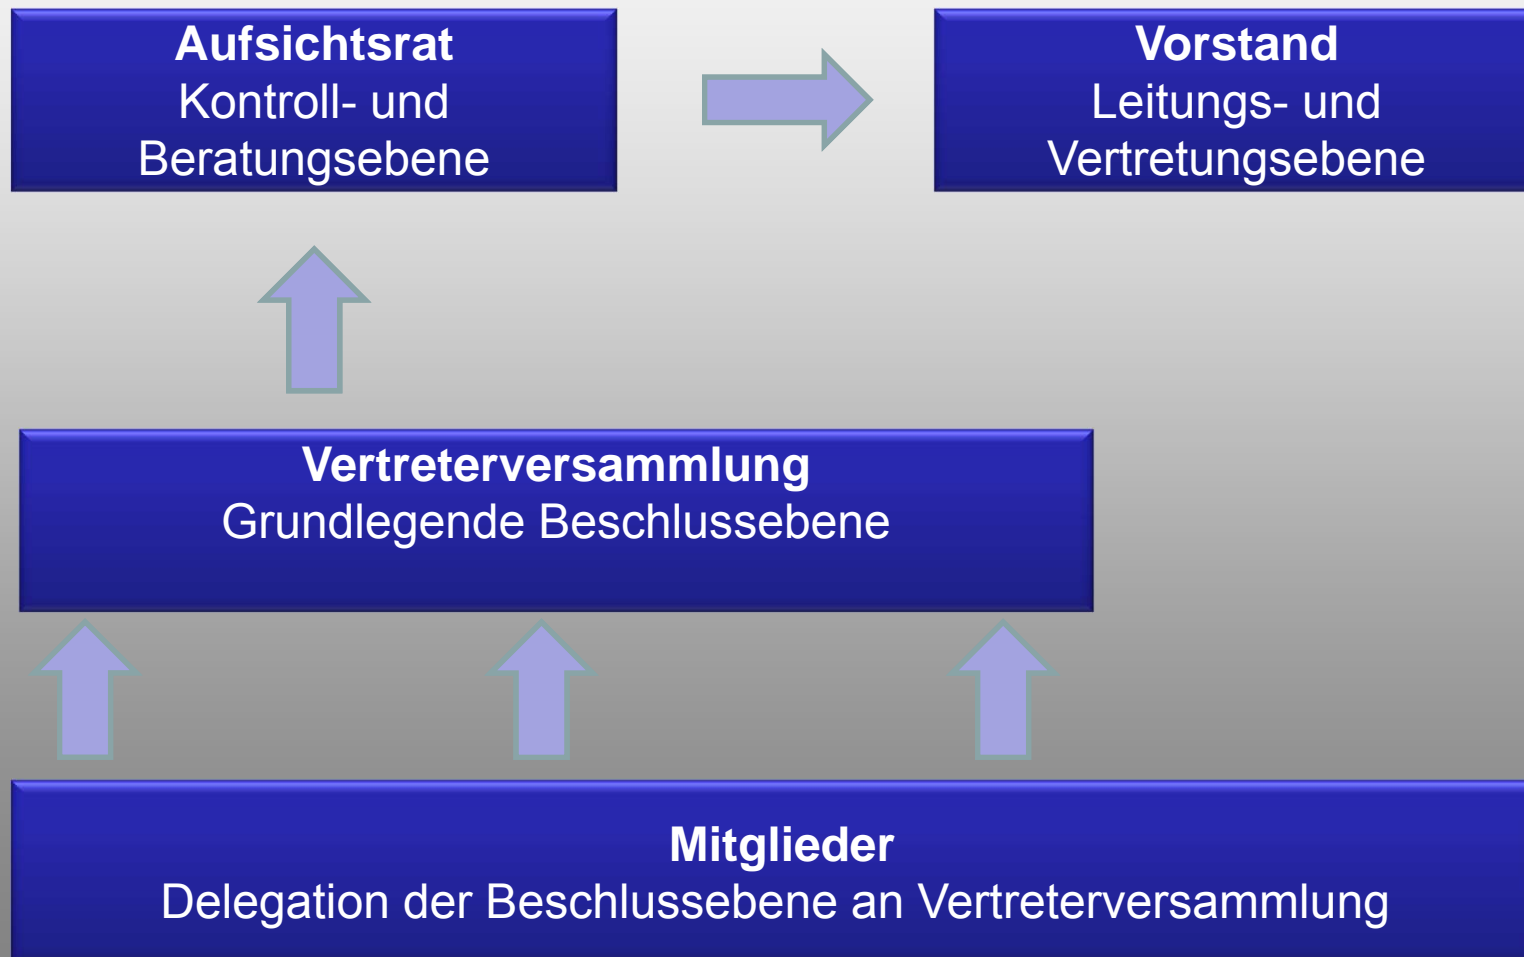 Aufsichtsrat
Kontroll- und
Beratungsebene
Vorstand
Leitungs- und
Vertretungsebene
Vertreterversammlung
Grundlegende Beschlussebene
Mitglieder
Delegation der Beschlussebene an Vertreterversammlung